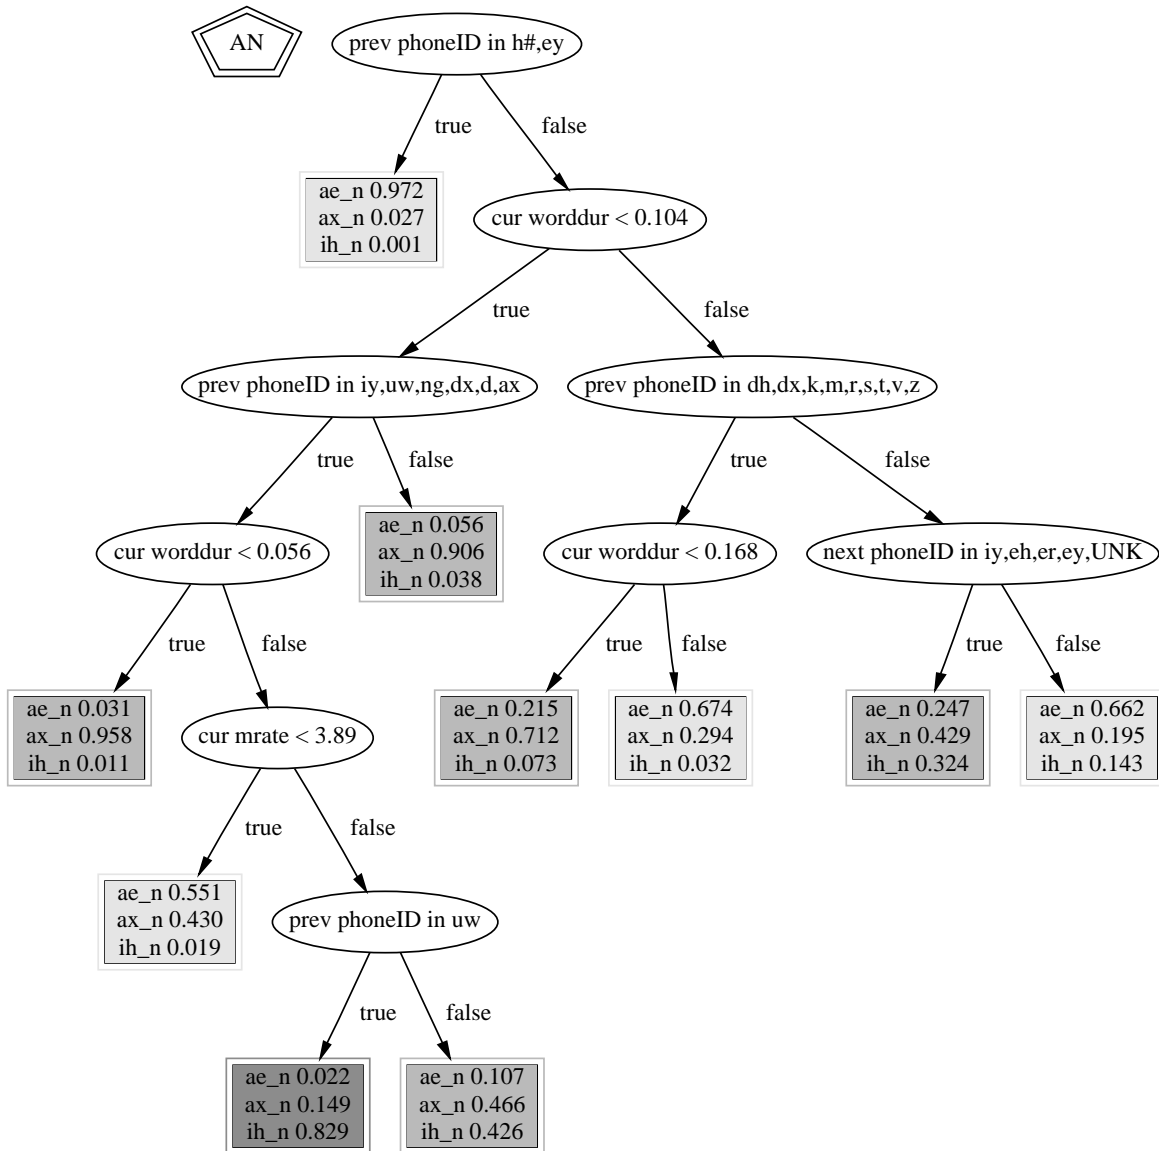 AN
prev phoneID in h#,ey
true
false
ae_n 0.972
ax_n 0.027
ih_n 0.001
cur worddur < 0.104
true
false
prev phoneID in iy,uw,ng,dx,d,ax
prev phoneID in dh,dx,k,m,r,s,t,v,z
true
false
true
false
cur worddur < 0.056
ae_n 0.056
ax_n 0.906
ih_n 0.038
cur worddur < 0.168
next phoneID in iy,eh,er,ey,UNK
true
false
true
false
true
false
ae_n 0.031
ax_n 0.958
ih_n 0.011
cur mrate < 3.89
ae_n 0.215
ax_n 0.712
ih_n 0.073
ae_n 0.674
ax_n 0.294
ih_n 0.032
ae_n 0.247
ax_n 0.429
ih_n 0.324
ae_n 0.662
ax_n 0.195
ih_n 0.143
true
false
ae_n 0.551
ax_n 0.430
ih_n 0.019
prev phoneID in uw
true
false
ae_n 0.022
ax_n 0.149
ih_n 0.829
ae_n 0.107
ax_n 0.466
ih_n 0.426